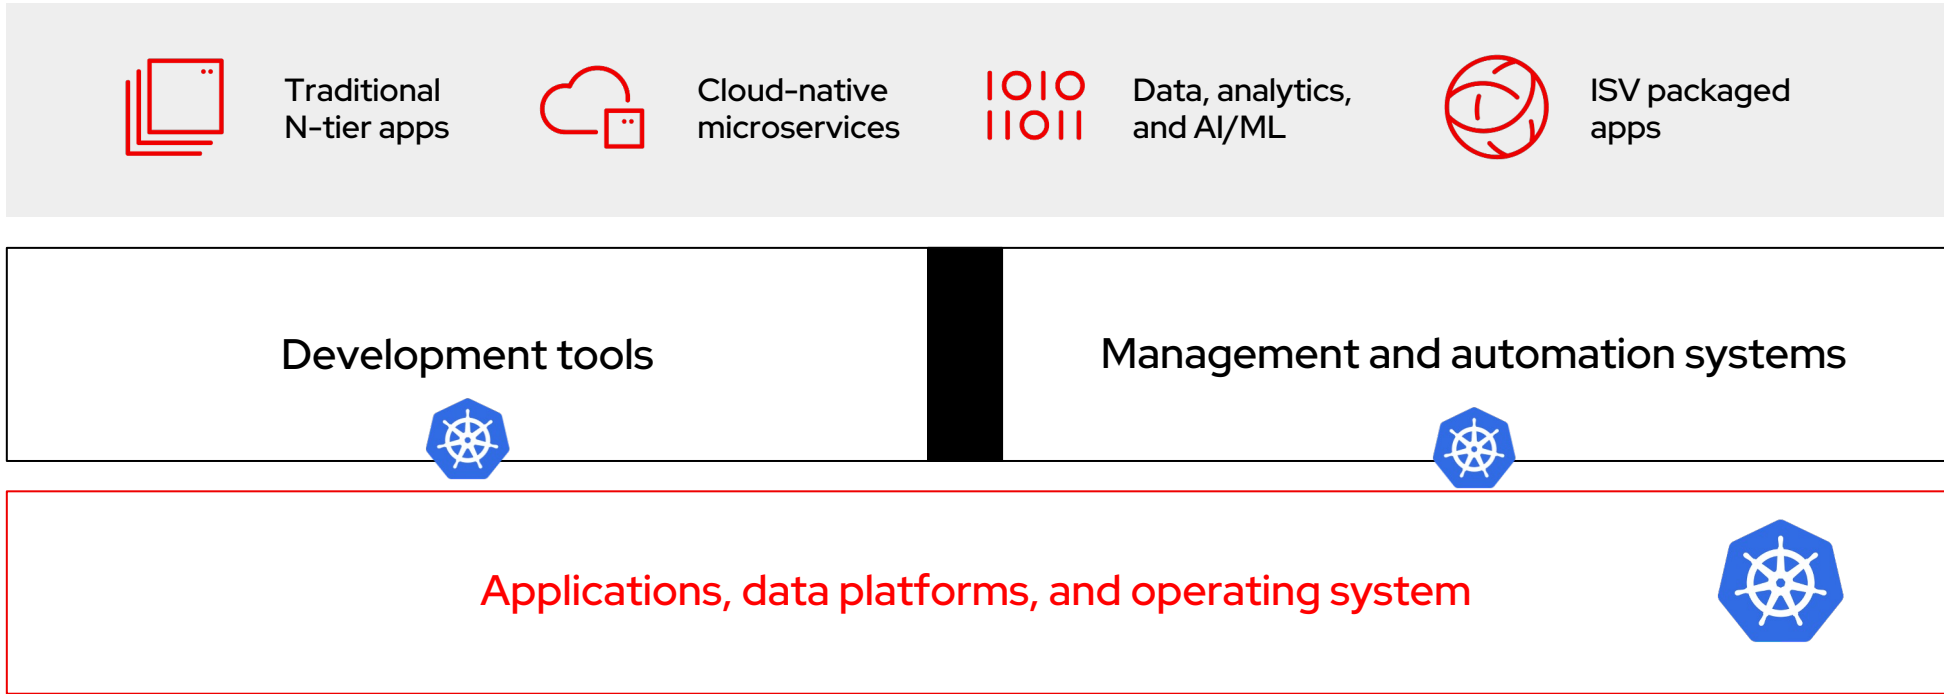 Traditional
N-tier apps
Cloud-native
microservices
1010
11011
Data, analytics,
and AI/ML
ISV packaged
apps
Development tools
Management and automation systems
Applications, data platforms, and operating system